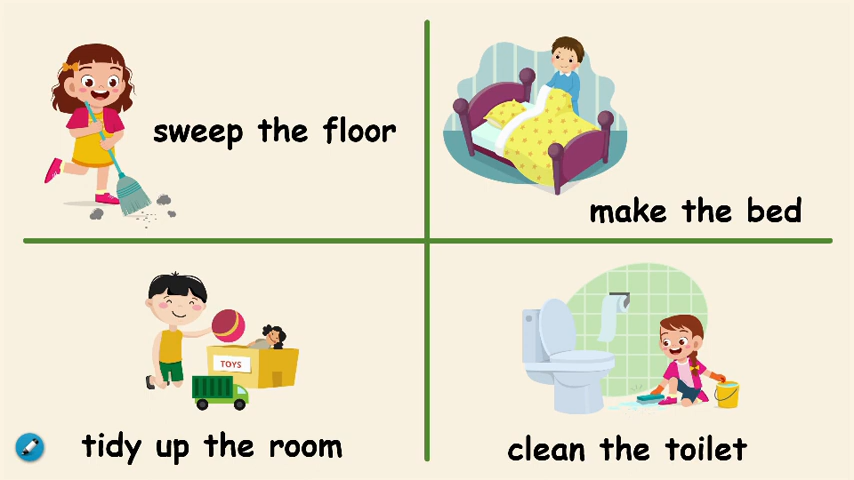 sweep the floor
make the bed
TOYS
tidy up the room
clean the toilet